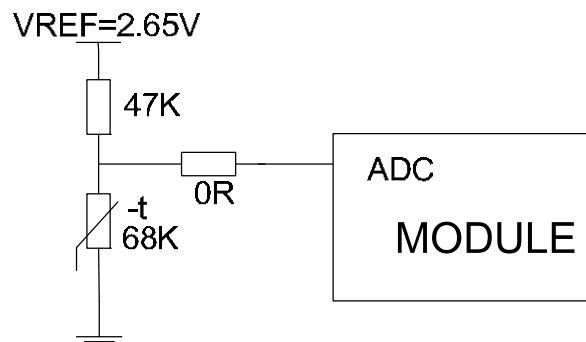 VREF=2.65V
47K
ADC
0R
-t
68K
MODULE